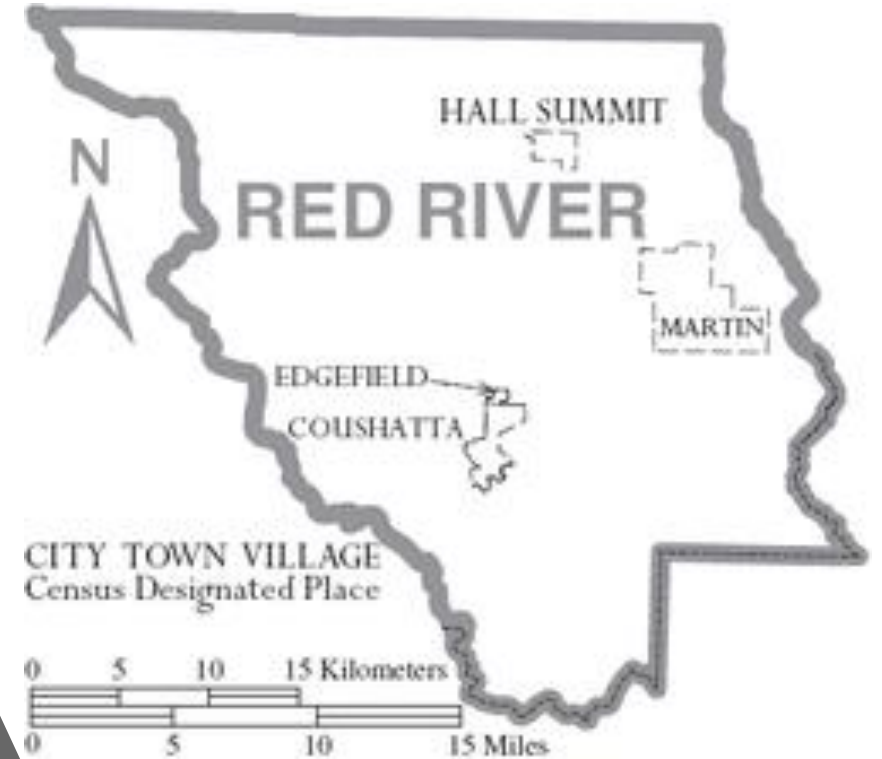 HALL SUMMIT
N
RED RIVER
MARTIN
EDGEFIELD
COUSHATTA
CITY TOWN VILLAGE
Census Designated Place
0 5 10 15 Kilometers
0 5 10 15 Miles